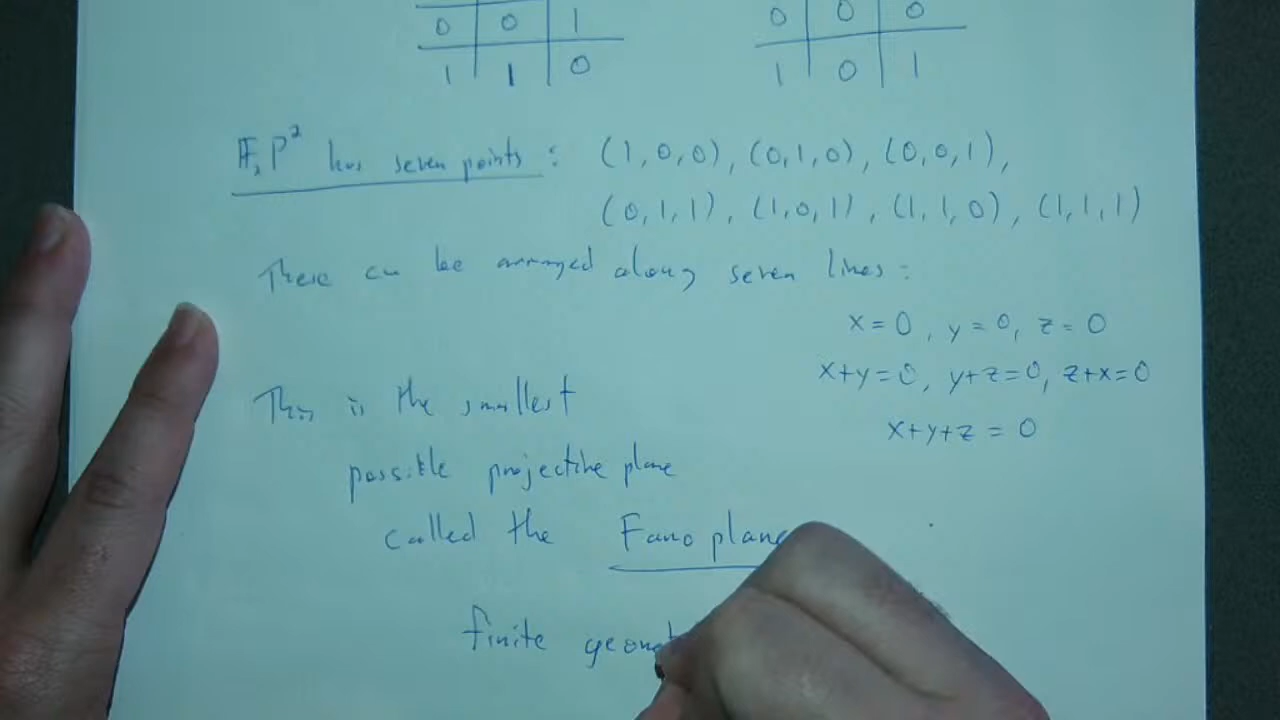 0 0 1 0 0 0
1 1 0 1 0 1
F₂P² has seven points : (1,0,0), (0,1,0), (0,0,1),
(0,1,1), (1,0,1), (1,1,0), (1,1,1)
These can be arranged along seven lines :
x=0, y=0, z=0
x+y=0, y+z=0, z+x=0
x+y+z = 0
This is the smallest
possible projective plane
called the Fano plane
finite